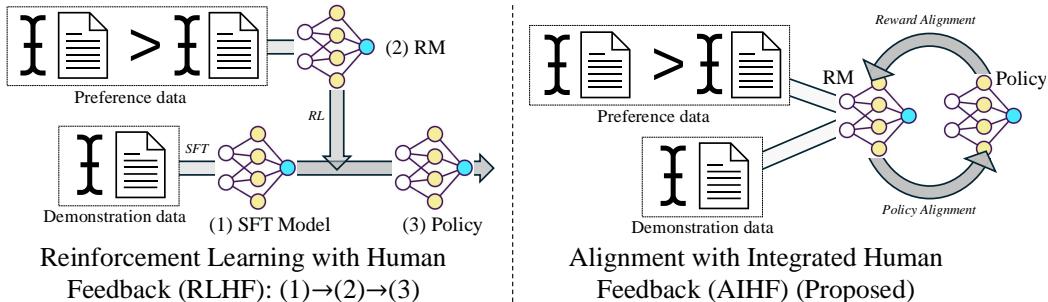 >
(2) RM
Preference data
RL
SFT
Demonstration data
(1) SFT Model
(3) Policy
Reinforcement Learning with Human
Feedback (RLHF): (1)→(2)→(3)
Reward Alignment
>
RM
Policy
Preference data
Demonstration data
Policy Alignment
Alignment with Integrated Human
Feedback (AIHF) (Proposed)